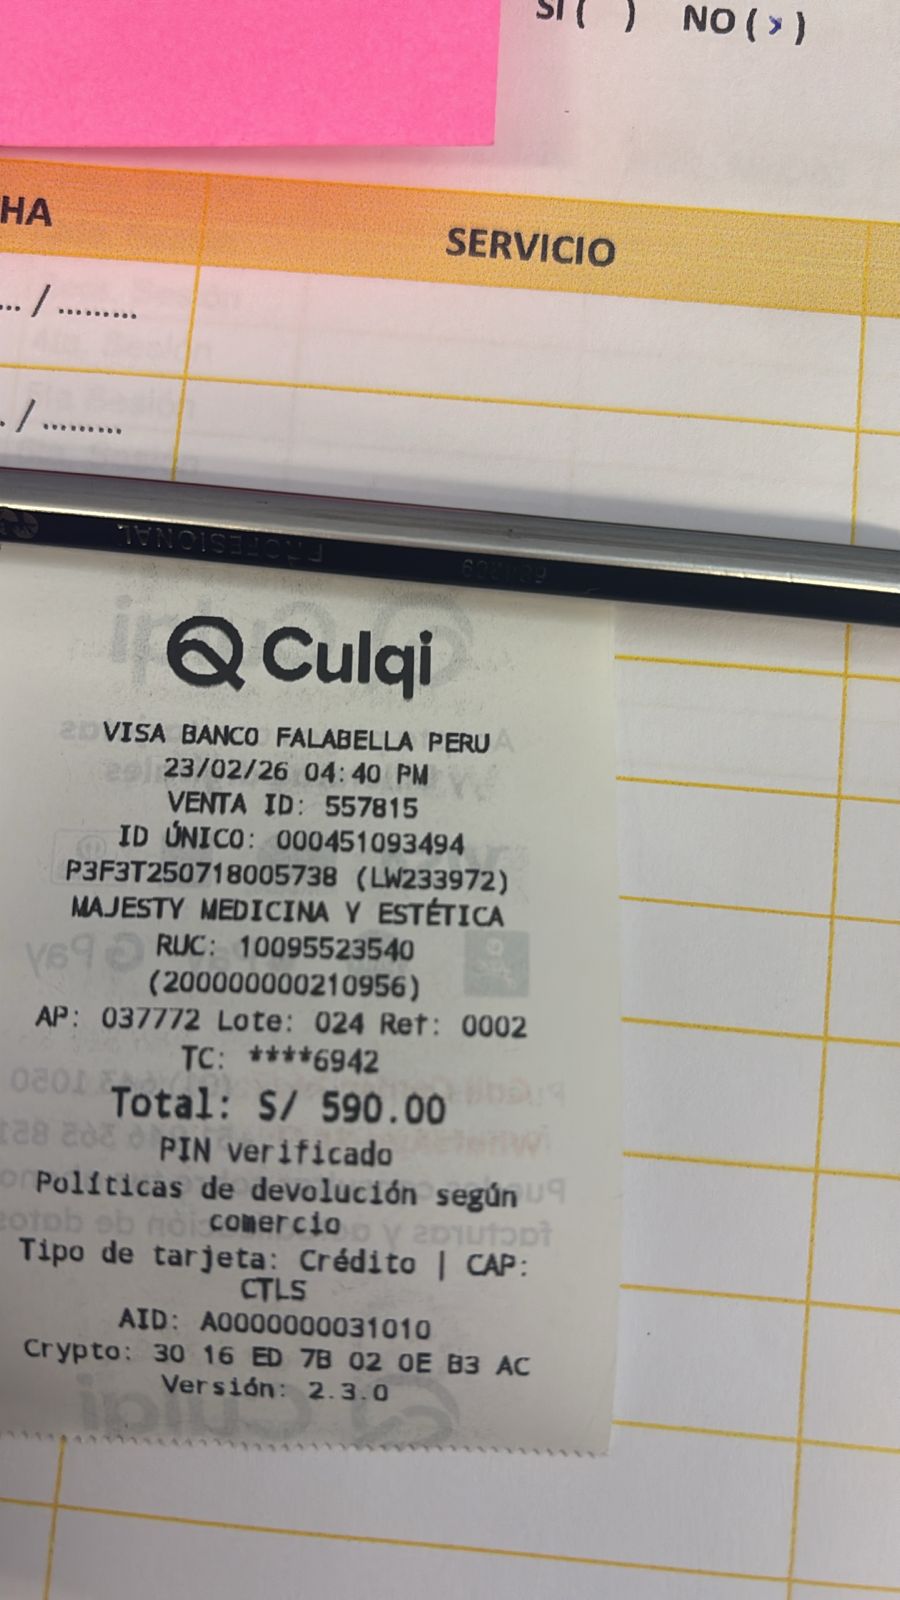 SI ( ) NO ( x )
HA SERVICIO
... / .........
. / .........
PROFESIONAL
Culqi
VISA BANCO FALABELLA PERU
23/02/26 04:40 PM
VENTA ID: 557815
ID ÚNICO: 000451093494
P3F3T250718005738 (LW233972)
MAJESTY MEDICINA Y ESTÉTICA
RUC: 10095523540
(200000000210956)
AP: 037772 Lote: 024 Ref: 0002
TC: ****6942
Total: S/ 590.00
PIN verificado
Políticas de devolución según
comercio
Tipo de tarjeta: Crédito | CAP:
CTLS
AID: A0000000031010
Crypto: 30 16 ED 7B 02 0E B3 AC
Versión: 2.3.0